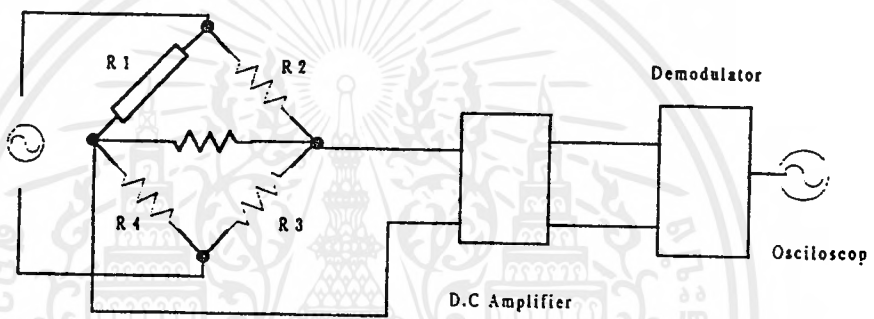 R 1
R 2
Demodulator
R 4
R 3
Osciloscop
D.C Amplifier